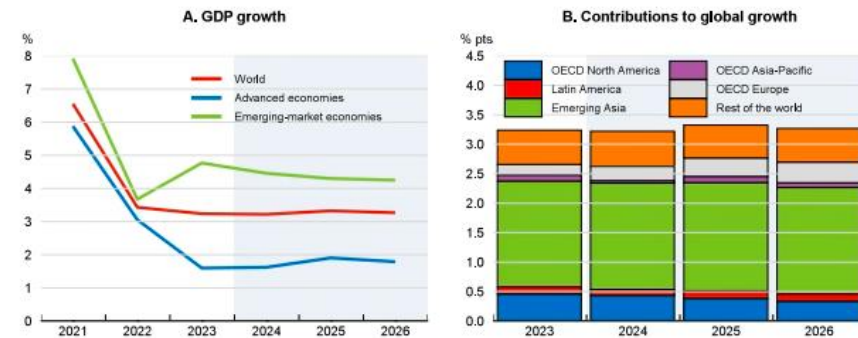 A. GDP growth
%
8
7
6
5
4
3
2
1
0
World
Advanced economies
Emerging-market economies
2021 2022 2023 2024 2025 2026
B. Contributions to global growth
% pts
4.5
4.0
3.5
3.0
2.5
2.0
1.5
1.0
0.5
0.0
OECD North America OECD Asia-Pacific
Latin America OECD Europe
Emerging Asia Rest of the world
2023 2024 2025 2026